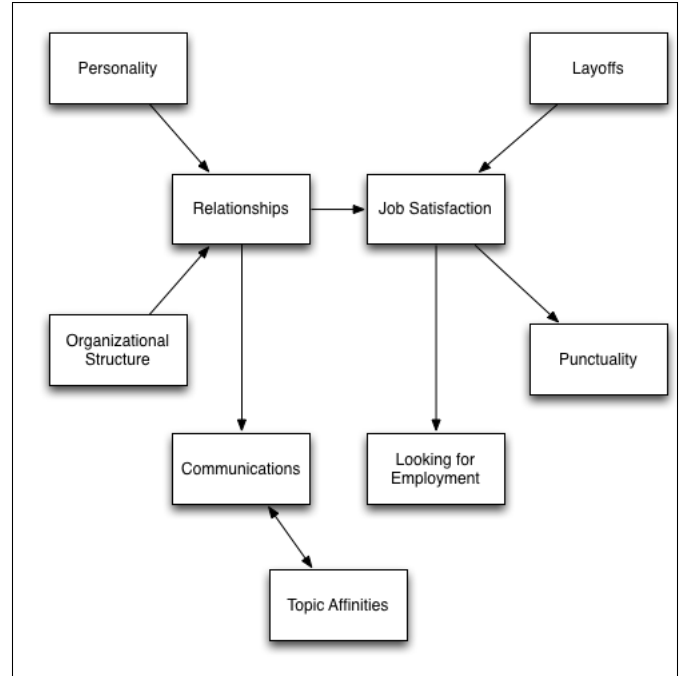 Personality
Layoffs
Relationships
Job Satisfaction
Organizational
Structure
Punctuality
Communications
Looking for
Employment
Topic Affinities